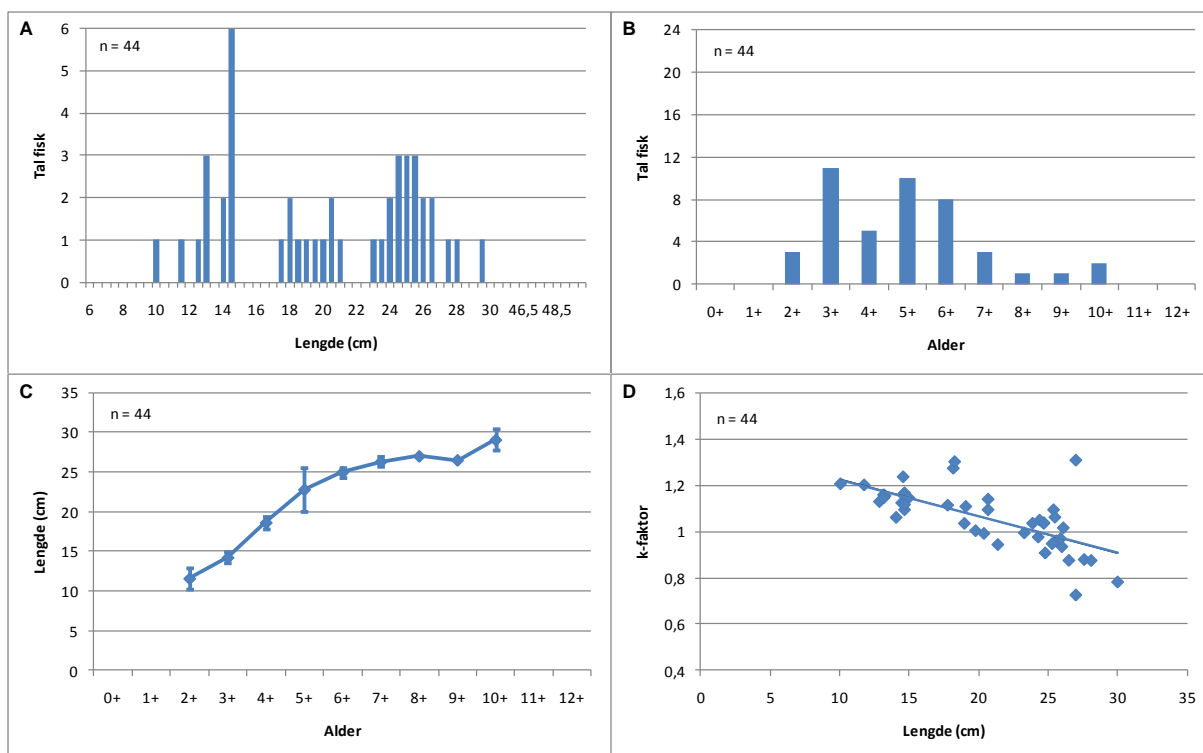 A
n = 44
Tal fisk
6
5
4
3
2
1
0
6 8 10 12 14 16 18 20 22 24 26 28 30 46,5 48,5
Lengde (cm)
B
n = 44
Tal fisk
24
20
16
12
8
4
0
0+ 1+ 2+ 3+ 4+ 5+ 6+ 7+ 8+ 9+ 10+ 11+ 12+
Alder
C
n = 44
Lengde (cm)
35
30
25
20
15
10
5
0
0+ 1+ 2+ 3+ 4+ 5+ 6+ 7+ 8+ 9+ 10+ 11+ 12+
Alder
D
n = 44
k-faktor
1,6
1,4
1,2
1
0,8
0,6
0,4
0 5 10 15 20 25 30 35
Lengde (cm)